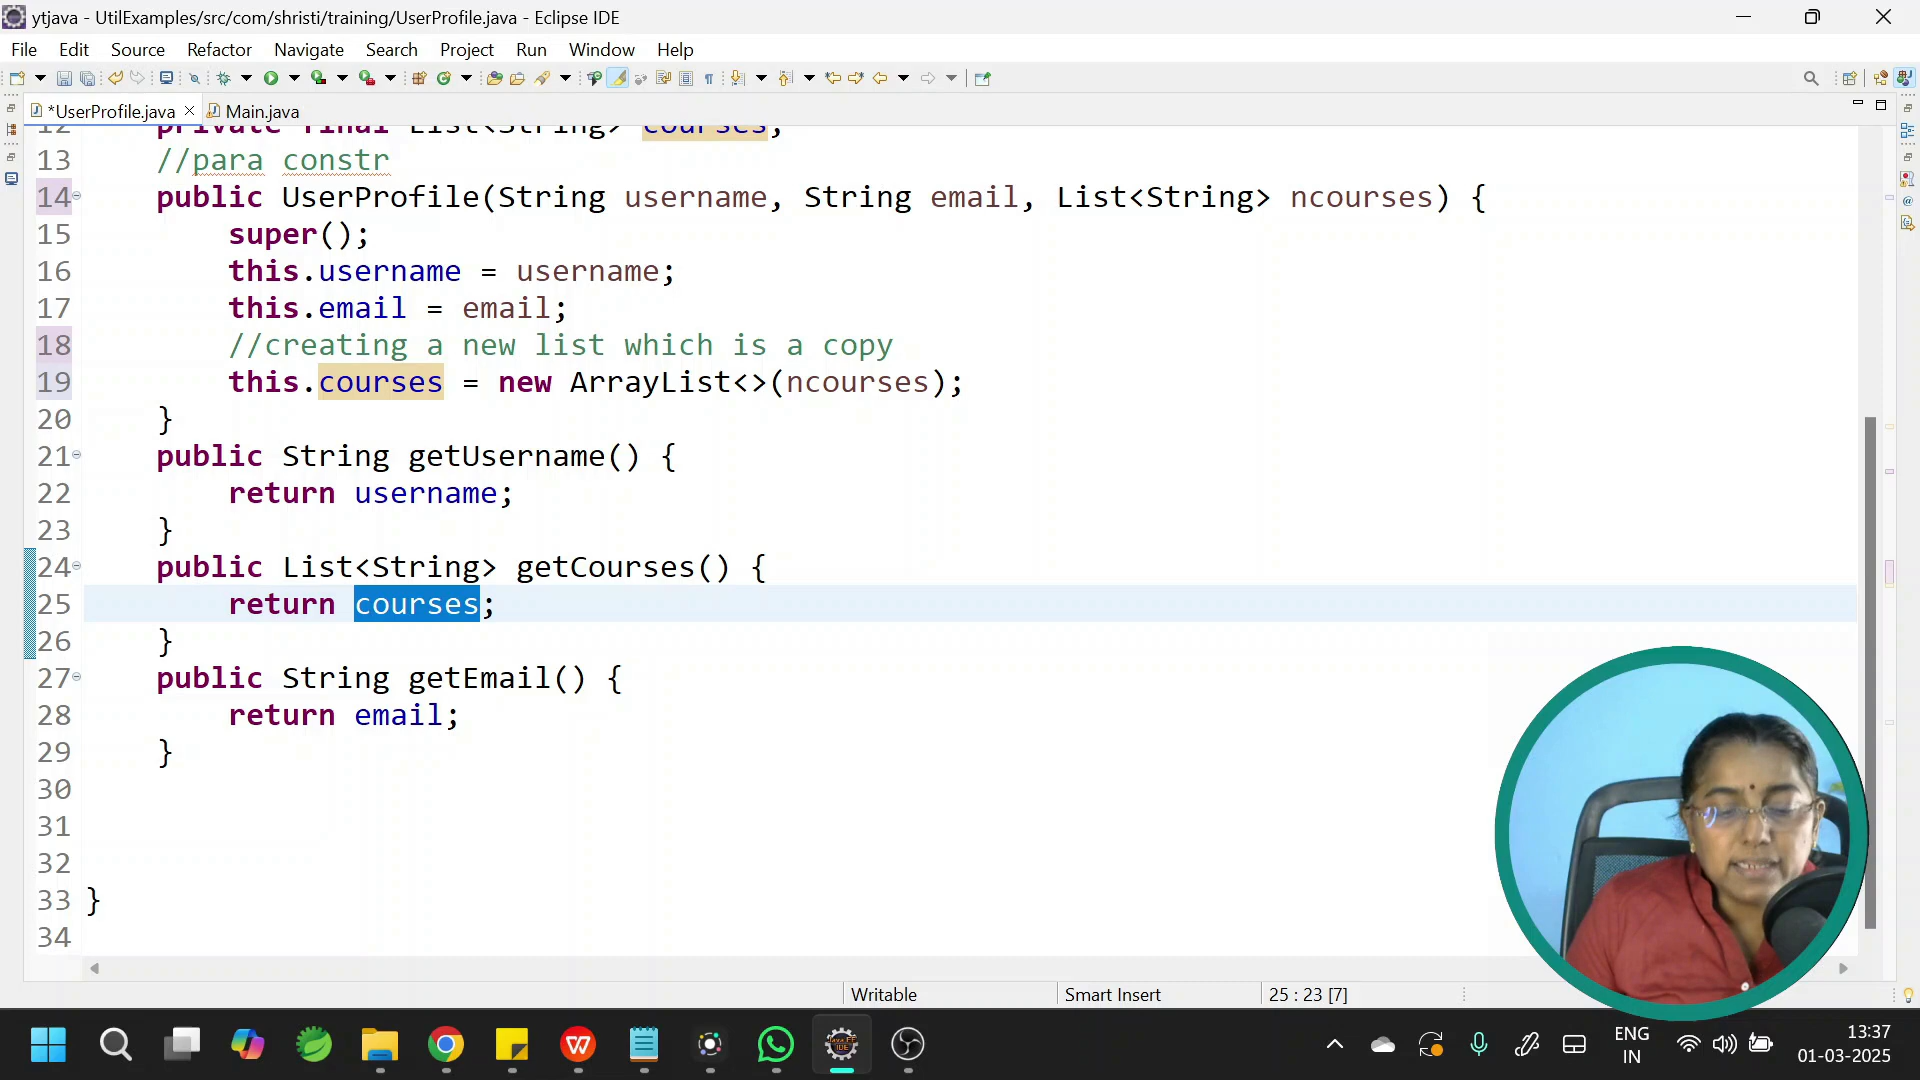 ytjava - UtilExamples/src/com/shristi/training/UserProfile.java - Eclipse IDE
File Edit Source Refactor Navigate Search Project Run Window Help
*UserProfile.java Main.java
12 private final List<String> courses;
13 //para constr
14 public UserProfile(String username, String email, List<String> ncourses) {
15 super();
16 this.username = username;
17 this.email = email;
18 //creating a new list which is a copy
19 this.courses = new ArrayList<>(ncourses);
20 }
21 public String getUsername() {
22 return username;
23 }
24 public List<String> getCourses() {
25 return courses;
26 }
27 public String getEmail() {
28 return email;
29 }
30
31
32
33 }
34
Writable Smart Insert 25 : 23 [7]
ENG
IN
13:37
01-03-2025